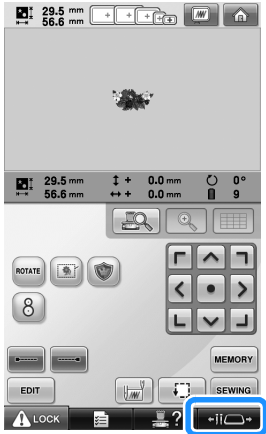 29.5 mm
56.6 mm
29.5 mm + 0.0 mm 0°
56.6 mm + 0.0 mm 9
ROTATE
8
MEMORY
EDIT SEWING
LOCK ?